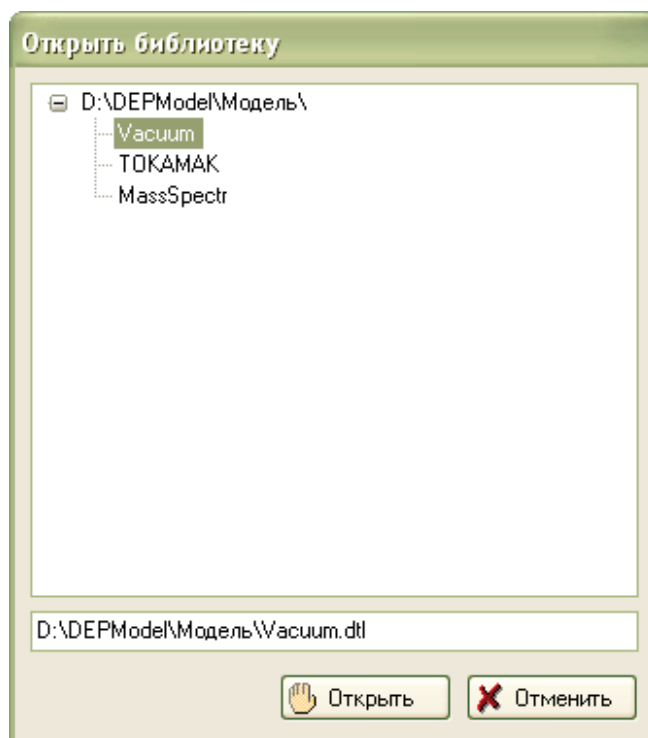 Открыть библиотеку
D:\DEPModel\Модель\
Vacuum
TOKAMAK
MassSpectr
D:\DEPModel\Модель\Vacuum.dtl
Открыть
Отменить